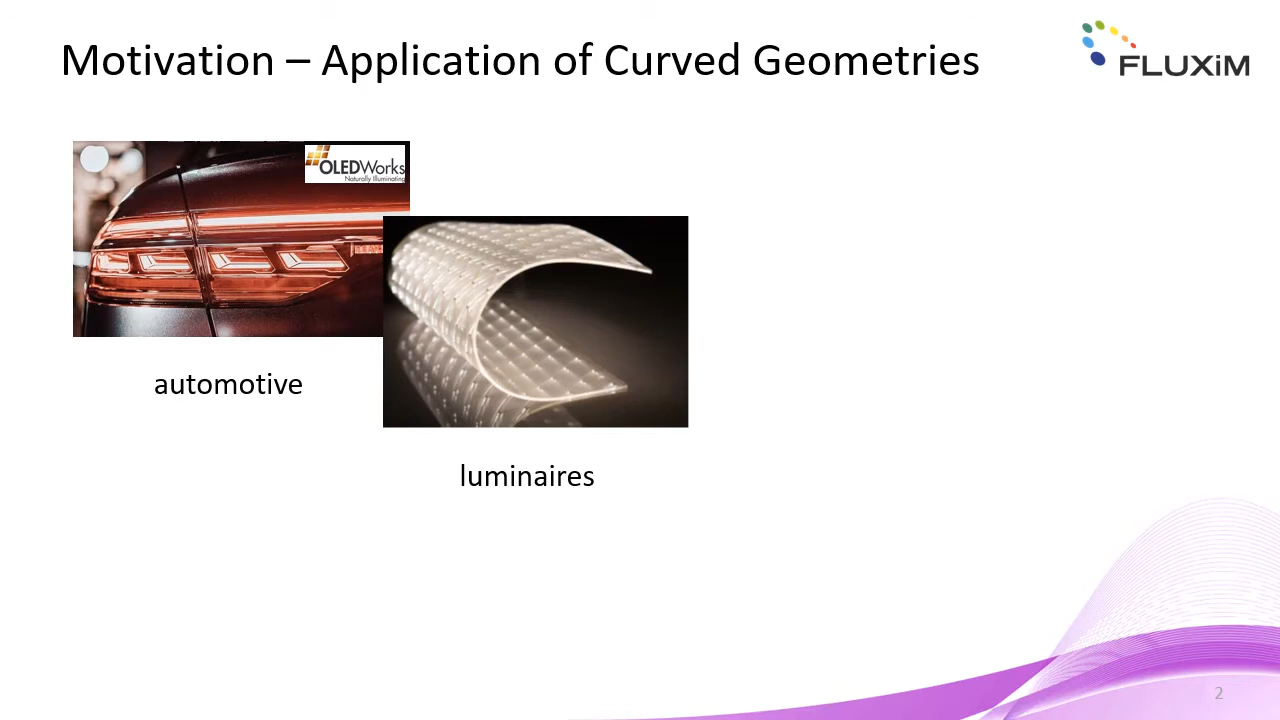 Motivation – Application of Curved Geometries
FLUXiM
OLEDWorks
Naturally Illuminating
automotive
luminaires
2